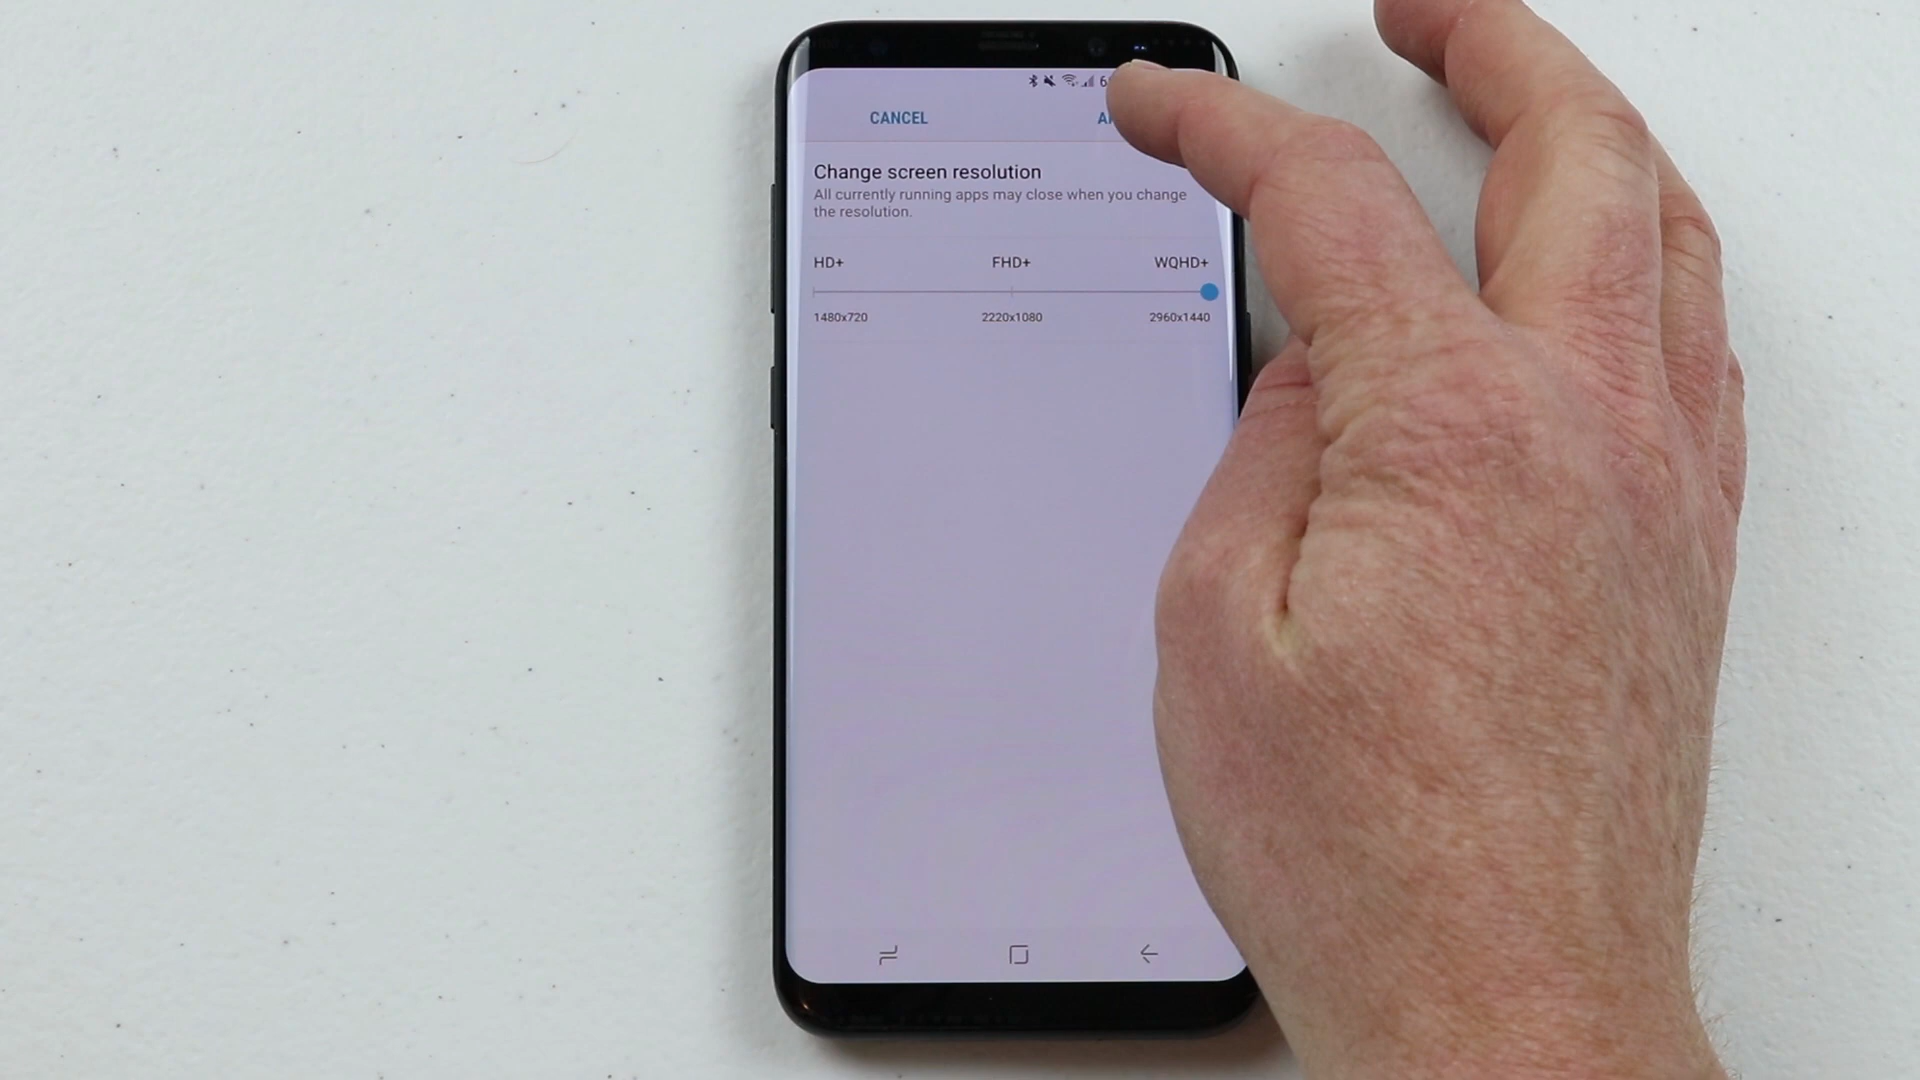 CANCEL
Change screen resolution
All currently running apps may close when you change
the resolution.
HD+ FHD+ WQHD+
1480x720 2220x1080 2960x1440